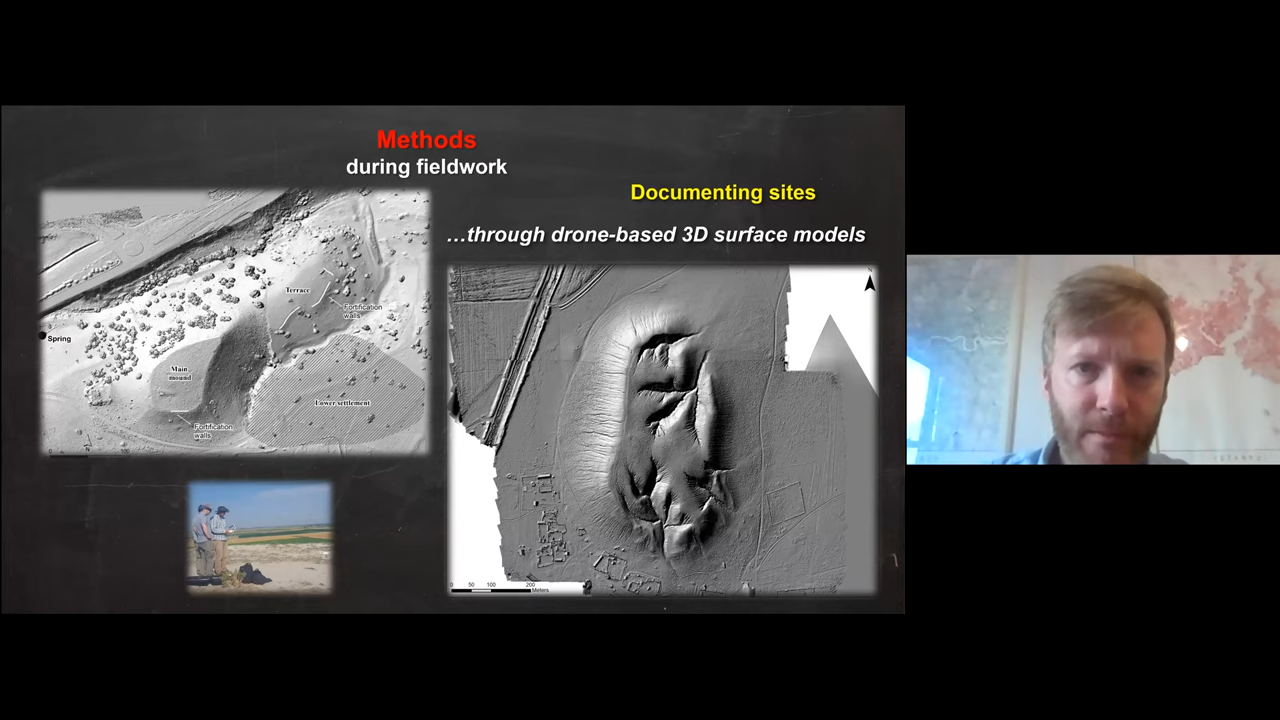 Methods
during fieldwork
Documenting sites
…through drone-based 3D surface models
Terrace
Fortification
walls
Spring
Main
mound
Lower settlement
Fortification
walls
N
0
N
0 50 100 200
Meters